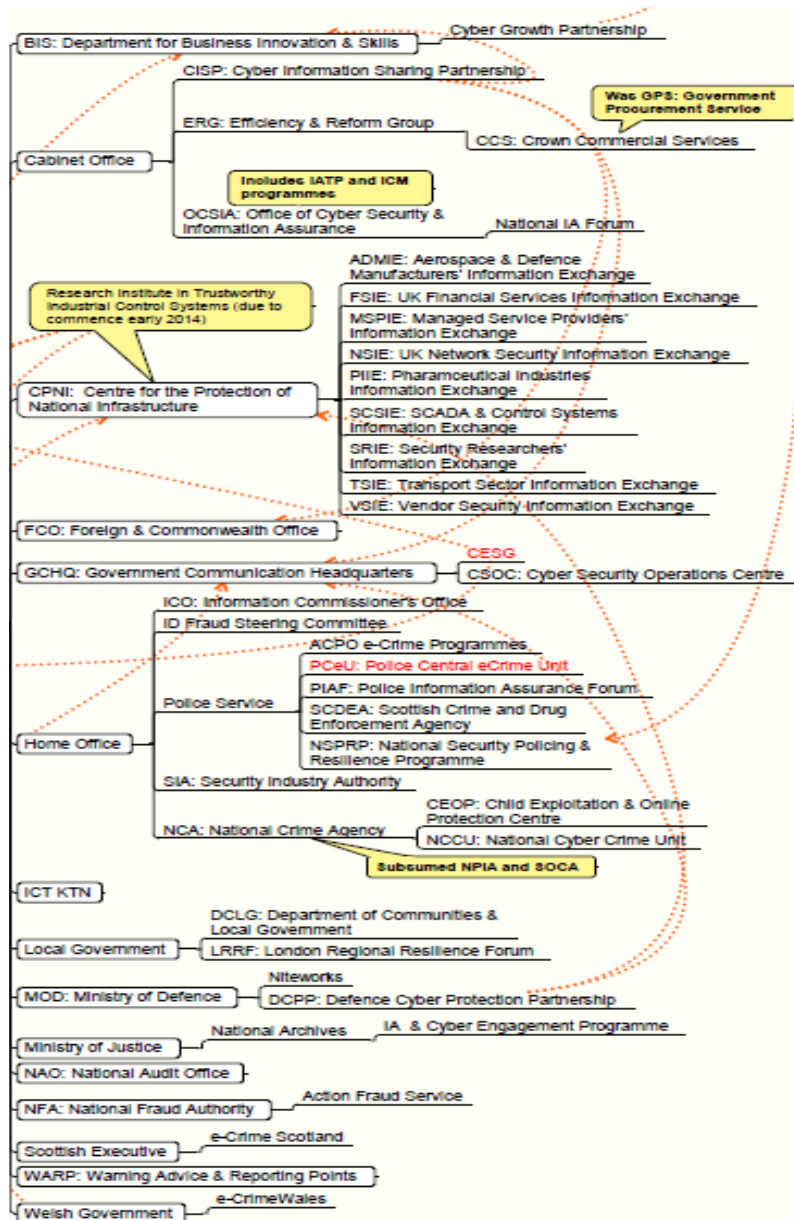 Cyber Growth Partnership
BIS: Department for Business Innovation & Skills
CISP: Cyber Information Sharing Partnership
Was GPS: Government
Procurement Service
ERG: Efficiency & Reform Group
CCS: Crown Commercial Services
Cabinet Office
Includes IATP and ICM
programmes
OCSIA: Office of Cyber Security &
Information Assurance
National IA Forum
ADMIE: Aerospace & Defence
Manufacturers' Information Exchange
Research Institute in Trustworthy
Industrial Control Systems (due to
commence early 2014)
FSIE: UK Financial Services Information Exchange
MSPIE: Managed Service Providers'
Information Exchange
NSIE: UK Network Security Information Exchange
CPNI: Centre for the Protection of
National Infrastructure
PIIE: Pharamceutical Industries
Information Exchange
SCSIE: SCADA & Control Systems
Information Exchange
SRIE: Security Researchers'
Information Exchange
TSIE: Transport Sector Information Exchange
VSIE: Vendor Security Information Exchange
FCO: Foreign & Commonwealth Office
CESG
GCHQ: Government Communication Headquarters
CSOC: Cyber Security Operations Centre
ICO: Information Commissioner's Office
ID Fraud Steering Committee
ACPO e-Crime Programmes
PCeU: Police Central eCrime Unit
PIAF: Police Information Assurance Forum
Police Service
SCDEA: Scottish Crime and Drug
Enforcement Agency
NSPRP: National Security Policing &
Resilience Programme
Home Office
SIA: Security Industry Authority
CEOP: Child Exploitation & Online
Protection Centre
NCA: National Crime Agency
NCCU: National Cyber Crime Unit
Subsumed NPIA and SOCA
ICT KTN
DCLG: Department of Communities &
Local Government
Local Government
LRRF: London Regional Resilience Forum
Niteworks
MOD: Ministry of Defence
DCPP: Defence Cyber Protection Partnership
National Archives
IA & Cyber Engagement Programme
Ministry of Justice
NAO: National Audit Office
Action Fraud Service
NFA: National Fraud Authority
e-Crime Scotland
Scottish Executive
WARP: Warning Advice & Reporting Points
e-CrimeWales
Welsh Government